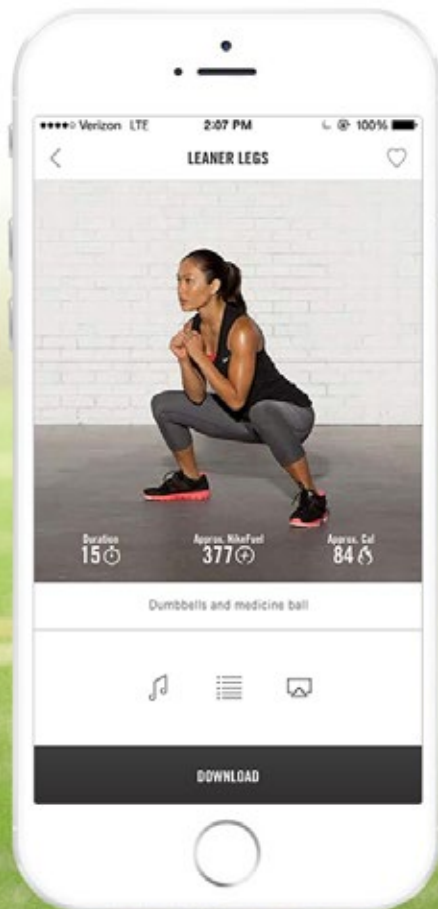 Verizon LTE 2:07 PM 100%
LEANER LEGS
Duration Approx. NikeFuel Approx. Cal
15 377 84
Dumbbells and medicine ball
DOWNLOAD